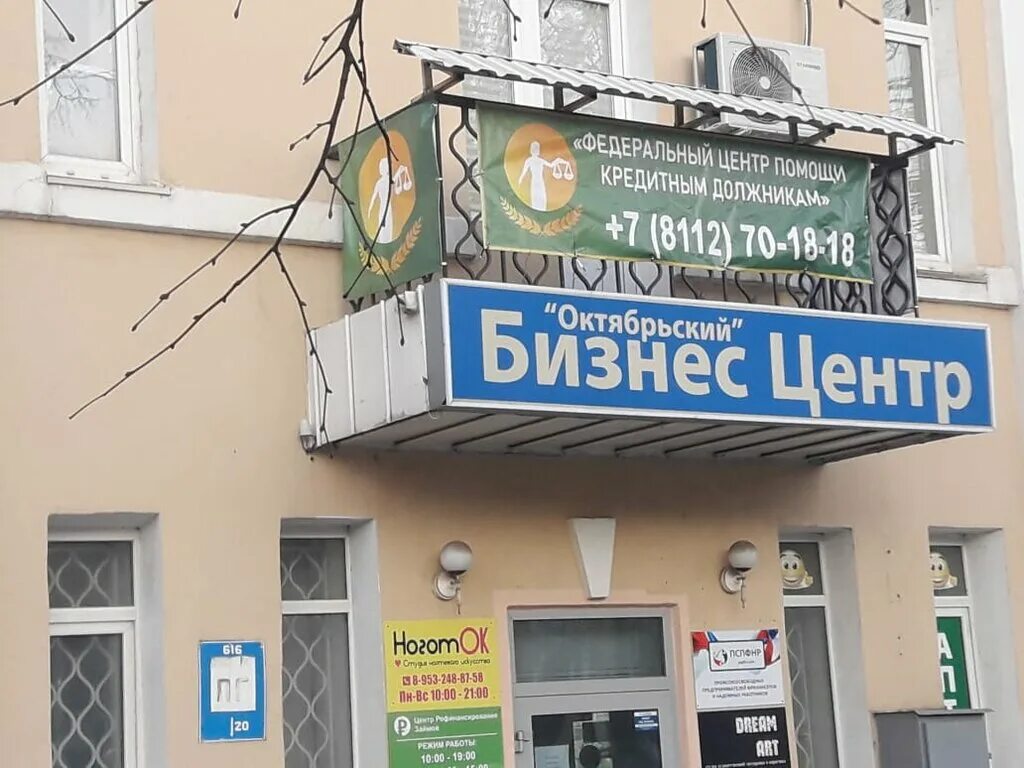 «ФЕДЕРАЛЬНЫЙ ЦЕНТР ПОМОЩИ
КРЕДИТНЫМ ДОЛЖНИКАМ»
+7 (8112) 70-18-18
"Октябрьский"
Бизнес Центр
616
ПГ
20
НоготОК
Студия ногтевого искусства
8-953-248-87-58
Пн-Вс 10:00 - 21:00
Центр Рефинансирования
Займов
РЕЖИМ РАБОТЫ:
10:00 - 19:00
ПСПФНР
DREAM
ART